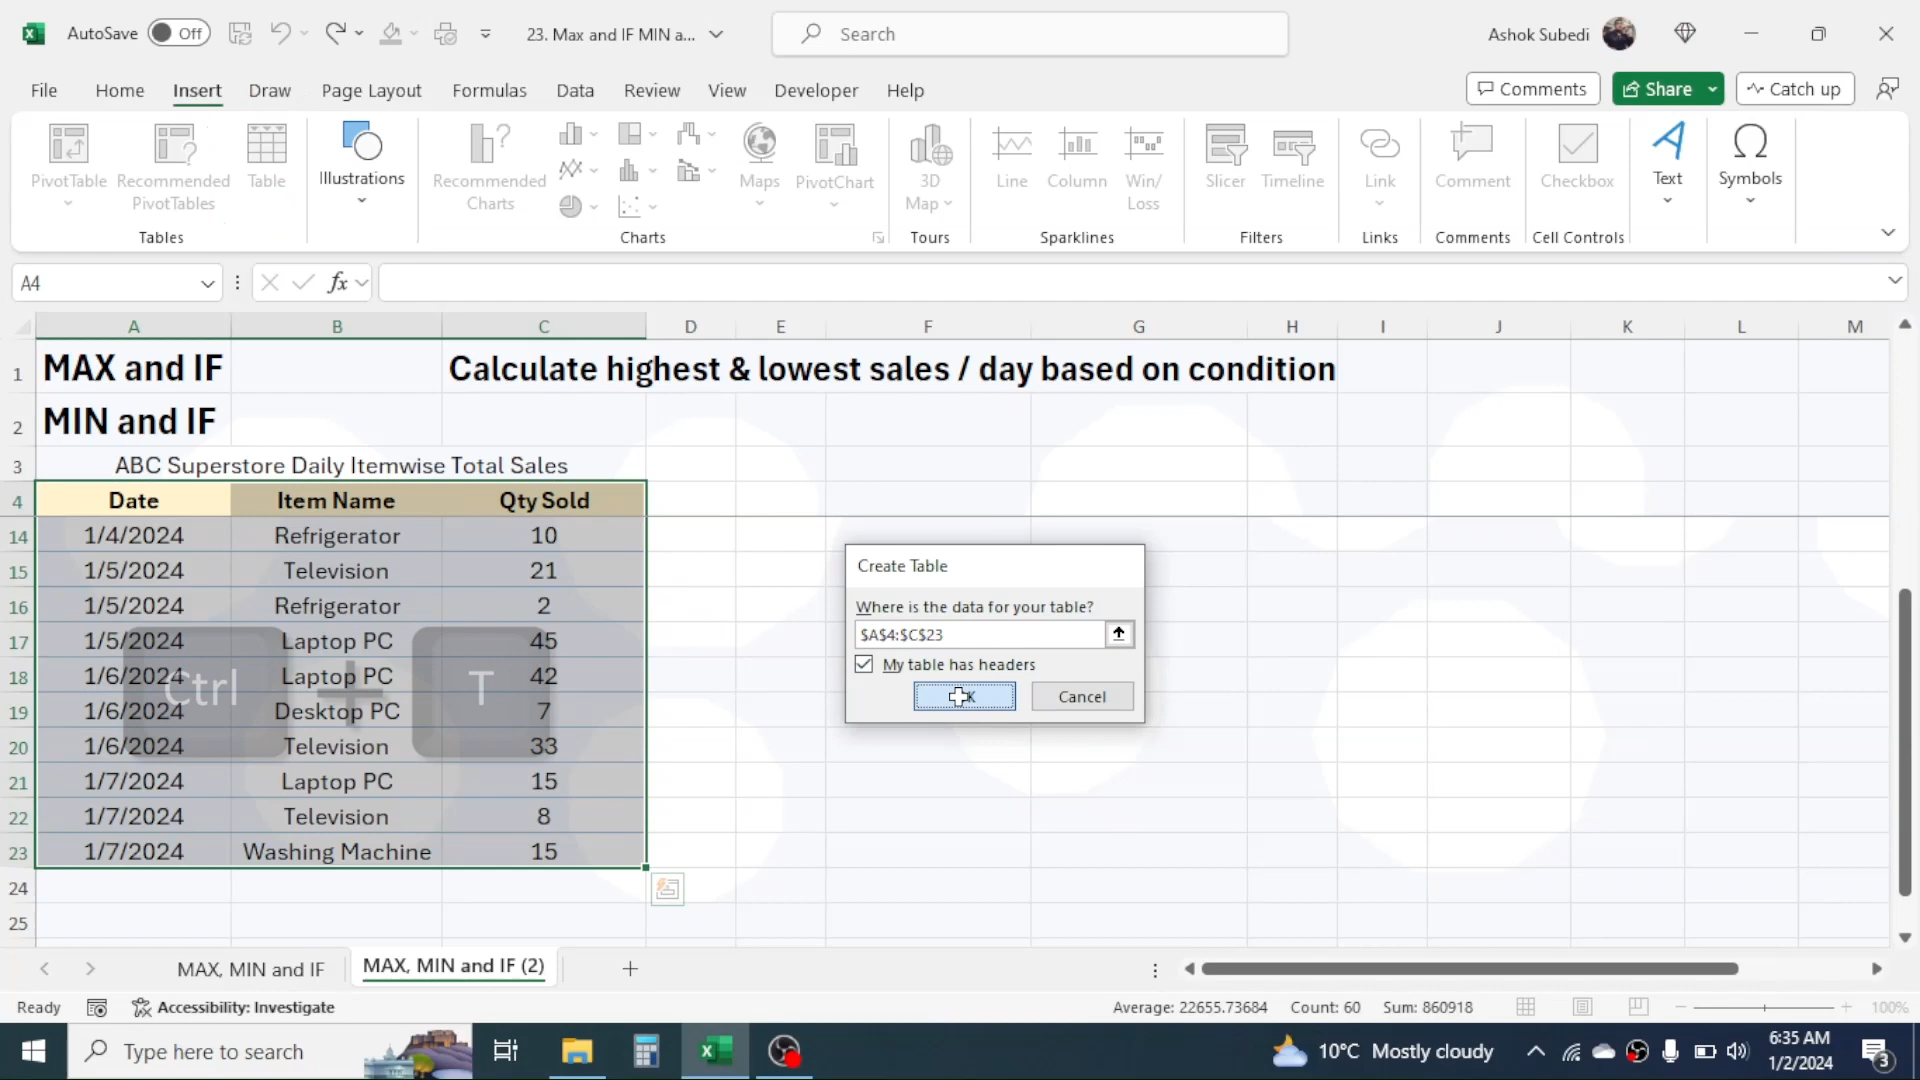 AutoSave Off 23. Max and IF MIN a... Search Ashok Subedi
File Home Insert Draw Page Layout Formulas Data Review View Developer Help Comments Share Catch up
PivotTable Recommended PivotTables Table Illustrations Recommended Charts Maps PivotChart 3D Map Line Column Win/Loss Slicer Timeline Link Comment Checkbox Text Symbols
Tables Charts Tours Sparklines Filters Links Comments Cell Controls
A4 fx
A B C D E F G H I J K L M
1 MAX and IF Calculate highest & lowest sales / day based on condition
2 MIN and IF
3 ABC Superstore Daily Itemwise Total Sales
4 Date Item Name Qty Sold
14 1/4/2024 Refrigerator 10
15 1/5/2024 Television 21
16 1/5/2024 Refrigerator 2
17 1/5/2024 Laptop PC 45
18 1/6/2024 Laptop PC 42
19 1/6/2024 Desktop PC 7
20 1/6/2024 Television 33
21 1/7/2024 Laptop PC 15
22 1/7/2024 Television 8
23 1/7/2024 Washing Machine 15
24
25
Ctrl + T
Create Table
Where is the data for your table?
$A$4:$C$23
My table has headers
OK Cancel
MAX, MIN and IF MAX, MIN and IF (2)
Ready Accessibility: Investigate Average: 22655.73684 Count: 60 Sum: 860918 100%
Type here to search 10°C Mostly cloudy 6:35 AM
1/2/2024 3